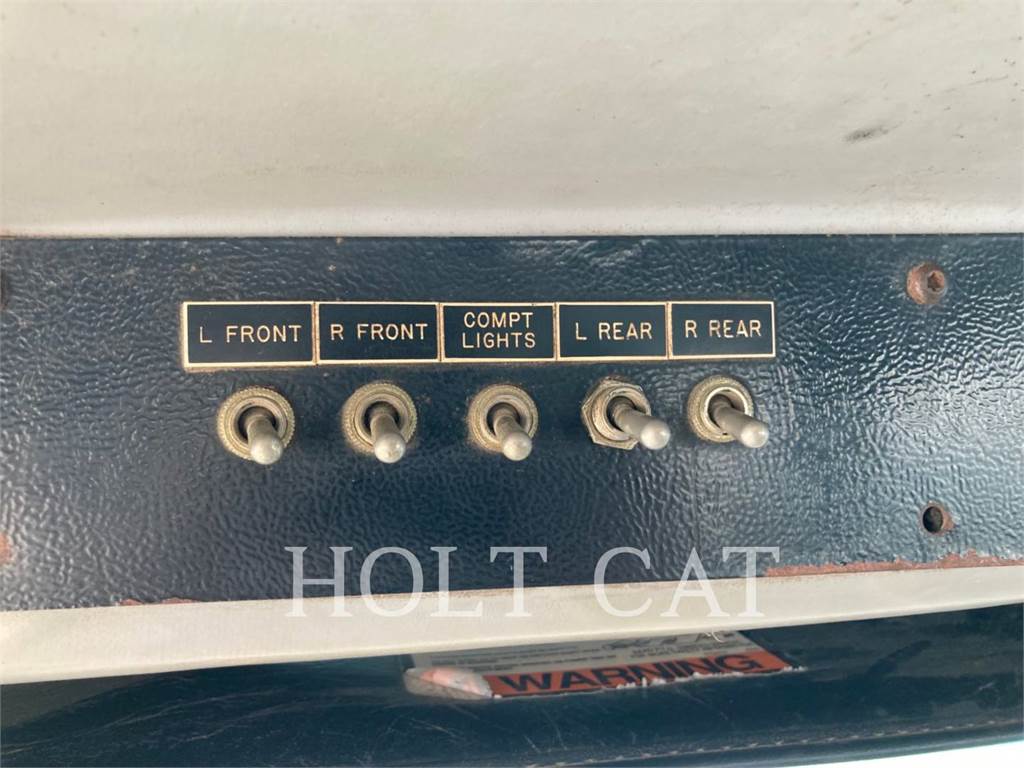 L FRONT
R FRONT
COMPT
LIGHTS
L REAR
R REAR
HOLT CAT
WARNING